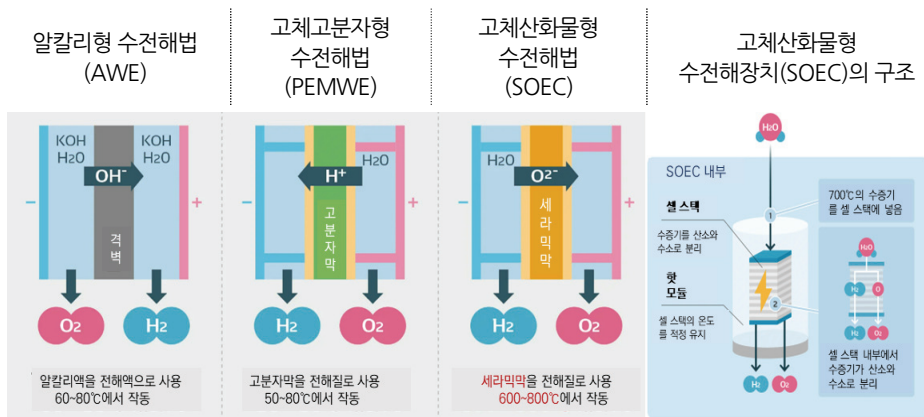 알칼리형 수전해법
(AWE)
고체고분자형
수전해법
(PEMWE)
고체산화물형
수전해법
(SOEC)
고체산화물형
수전해장치(SOEC)의 구조
KOH
H2O
KOH
H2O
OH-
−
+
격벽
O2
H2
알칼리액을 전해액으로 사용
60~80℃에서 작동
H2O
H+
−
+
고분자막
H2
O2
고분자막을 전해질로 사용
50~80℃에서 작동
H2O
O2-
−
+
세라믹막
H2
O2
세라믹막을 전해질로 사용
600~800℃에서 작동
H2O
SOEC 내부
셀 스택
수증기를 산소와
수소로 분리
핫
모듈
셀 스택의 온도
를 적정 유지
1
2
700℃의 수증기
를 셀 스택에 넣음
H2O
H2
O
H2
O2
셀 스택 내부에서
수증기가 산소와
수소로 분리
H2
O2